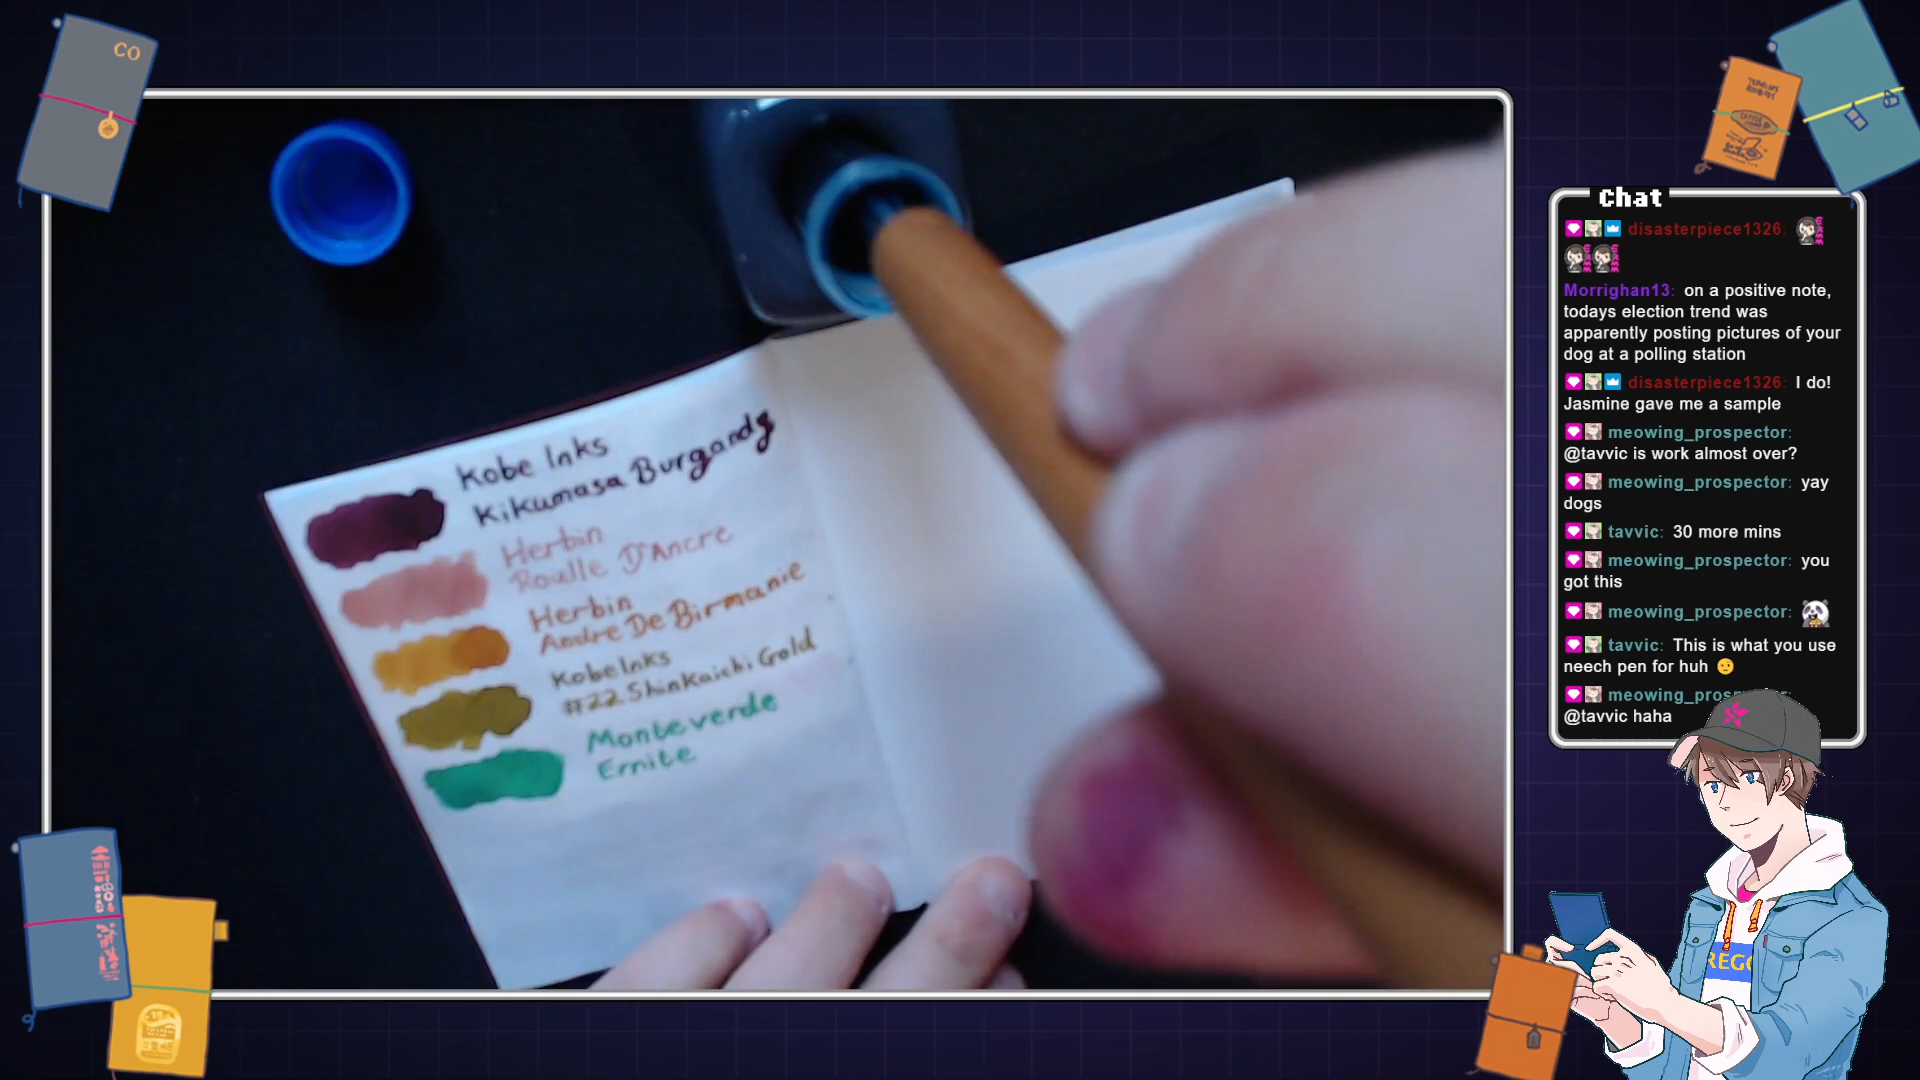 CO
chat
disasterpiece1326:
Morrighan13: on a positive note,
todays election trend was
apparently posting pictures of your
dog at a polling station
disasterpiece1326: I do!
Jasmine gave me a sample
meowing_prospector:
@tavvic is work almost over?
meowing_prospector: yay
dogs
tavvic: 30 more mins
meowing_prospector: you
got this
meowing_prospector:
tavvic: This is what you use
neech pen for huh
@tavvic haha
Kobe Inks
Kikumasa Burgandy
Herbin
Roulle D'Ancre
Herbin
Andre De Birmanie
Kobe Inks
#22 Shinkaichi Gold
Monteverde
Ernite